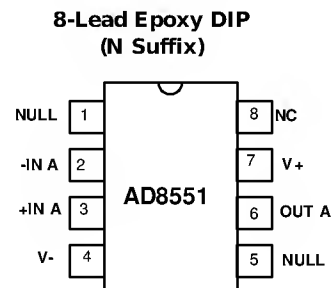 8-Lead Epoxy DIP
(N Suffix)
NULL 1 8 NC
-IN A 2 7 V+
AD8551
+IN A 3 6 OUT A
V- 4 5 NULL